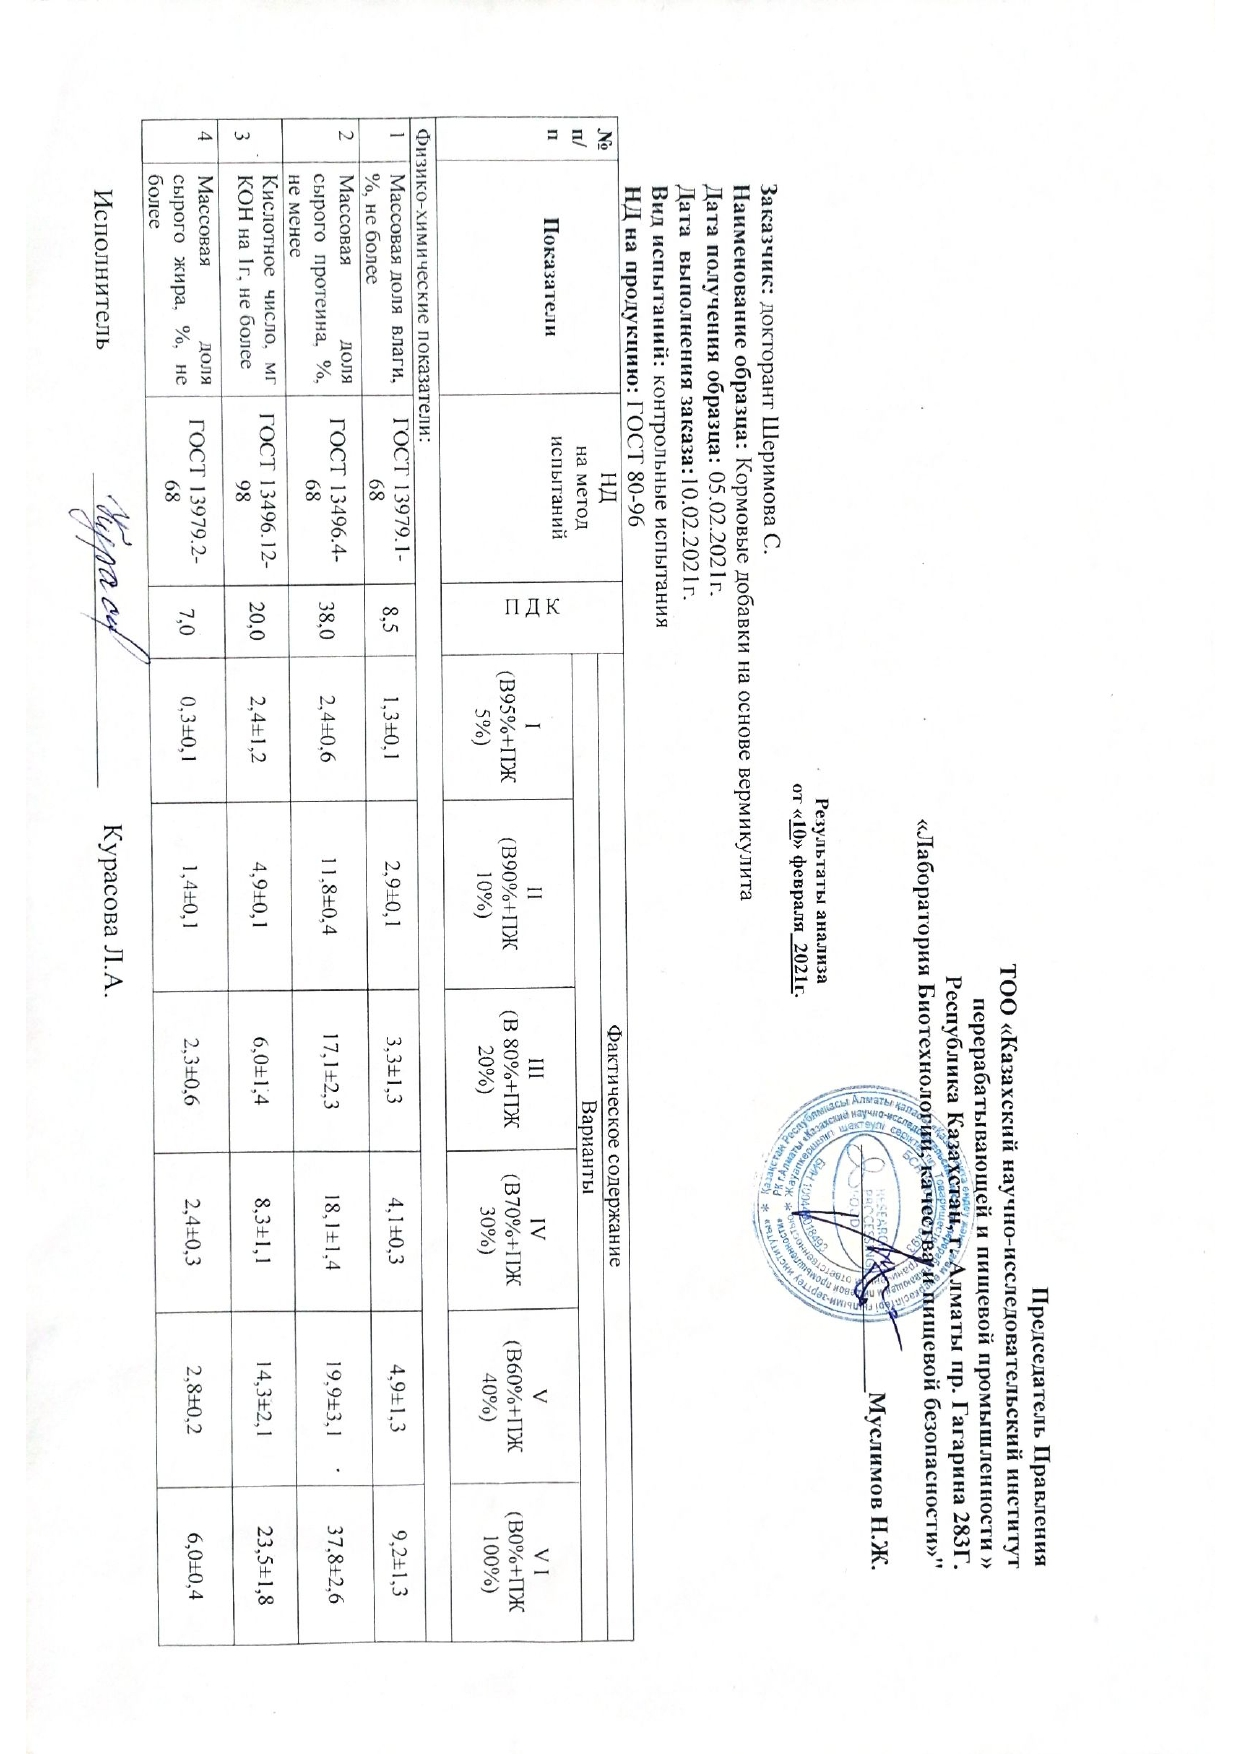 Председатель Правления
ТОО «Казахский научно-исследовательский институт
перерабатывающей и пищевой промышленности »
Республика Казахстан, г. Алматы пр. Гагарина 283Г.
«Лаборатория Биотехнологии, качества и пищевой безопасности»"
Муслимов Н.Ж.
Результаты анализа
от «10» февраля 2021г.
Заказчик: докторант Шеримова С.
Наименование образца: Кормовые добавки на основе вермикулита
Дата получения образца: 05.02.2021г.
Дата выполнения заказа:10.02.2021г.
Вид испытаний: контрольные испытания
НД на продукцию: ГОСТ 80-96
№ п/п Показатели НД на метод испытаний ПДК Фактическое содержание
Варианты
I (В95%+ПЖ 5%) II (В90%+ПЖ 10%) III (В 80%+ПЖ 20%) IV (В70%+ПЖ 30%) V (В60%+ПЖ 40%) V I (В0%+ПЖ 100%)
Физико-химические показатели:
1 Массовая доля влаги, %, не более ГОСТ 13979.1-68 8,5 1,3±0,1 2,9±0,1 3,3±1,3 4,1±0,3 4,9±1,3 9,2±1,3
2 Массовая доля сырого протеина, %, не менее ГОСТ 13496.4-68 38,0 2,4±0,6 11,8±0,4 17,1±2,3 18,1±1,4 19,9±3,1 37,8±2,6
3 Кислотное число, мг КОН на 1г, не более ГОСТ 13496.12-98 20,0 2,4±1,2 4,9±0,1 6,0±1,4 8,3±1,1 14,3±2,1 23,5±1,8
4 Массовая доля сырого жира, %, не более ГОСТ 13979.2-68 7,0 0,3±0,1 1,4±0,1 2,3±0,6 2,4±0,3 2,8±0,2 6,0±0,4
Исполнитель Курасова Л.А.